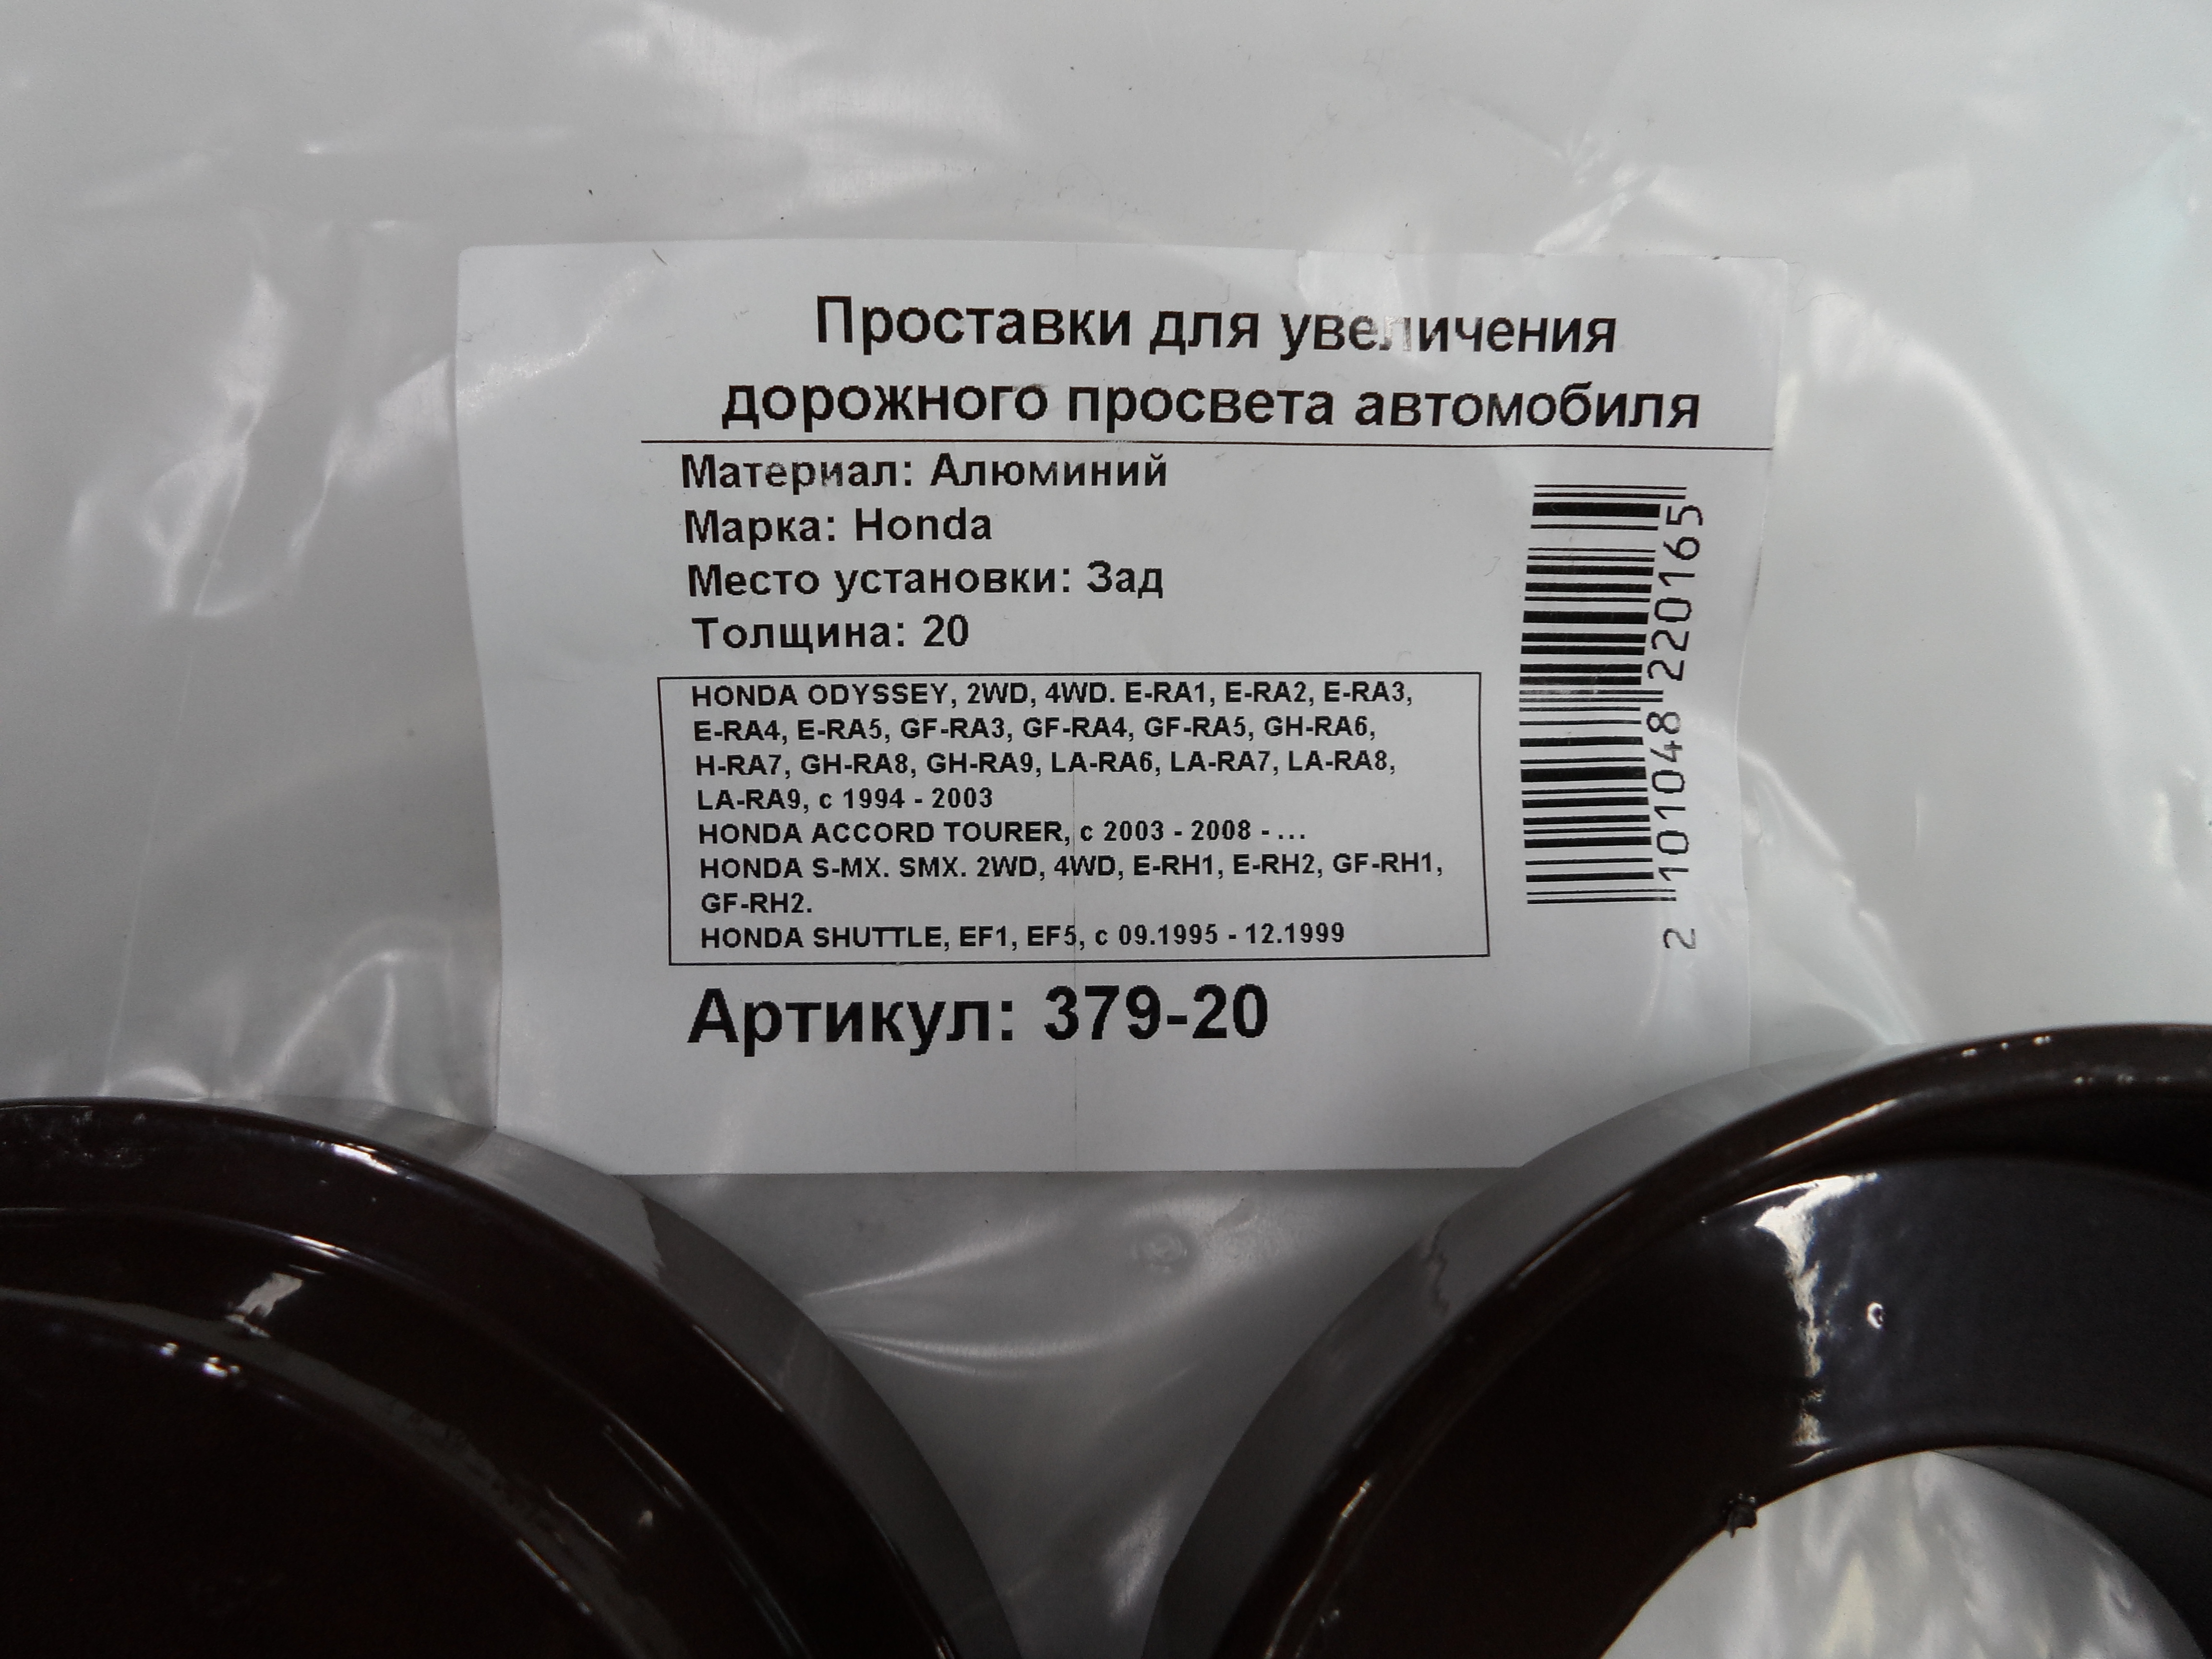 Проставки для увеличения
дорожного просвета автомобиля
Материал: Алюминий
Марка: Honda
Место установки: Зад
Толщина: 20
HONDA ODYSSEY, 2WD, 4WD. E-RA1, E-RA2, E-RA3,
E-RA4, E-RA5, GF-RA3, GF-RA4, GF-RA5, GH-RA6,
H-RA7, GH-RA8, GH-RA9, LA-RA6, LA-RA7, LA-RA8,
LA-RA9, с 1994 - 2003
HONDA ACCORD TOURER, с 2003 - 2008 - ...
HONDA S-MX. SMX. 2WD, 4WD, E-RH1, E-RH2, GF-RH1,
GF-RH2.
HONDA SHUTTLE, EF1, EF5, с 09.1995 - 12.1999
Артикул: 379-20
2 101048 220165